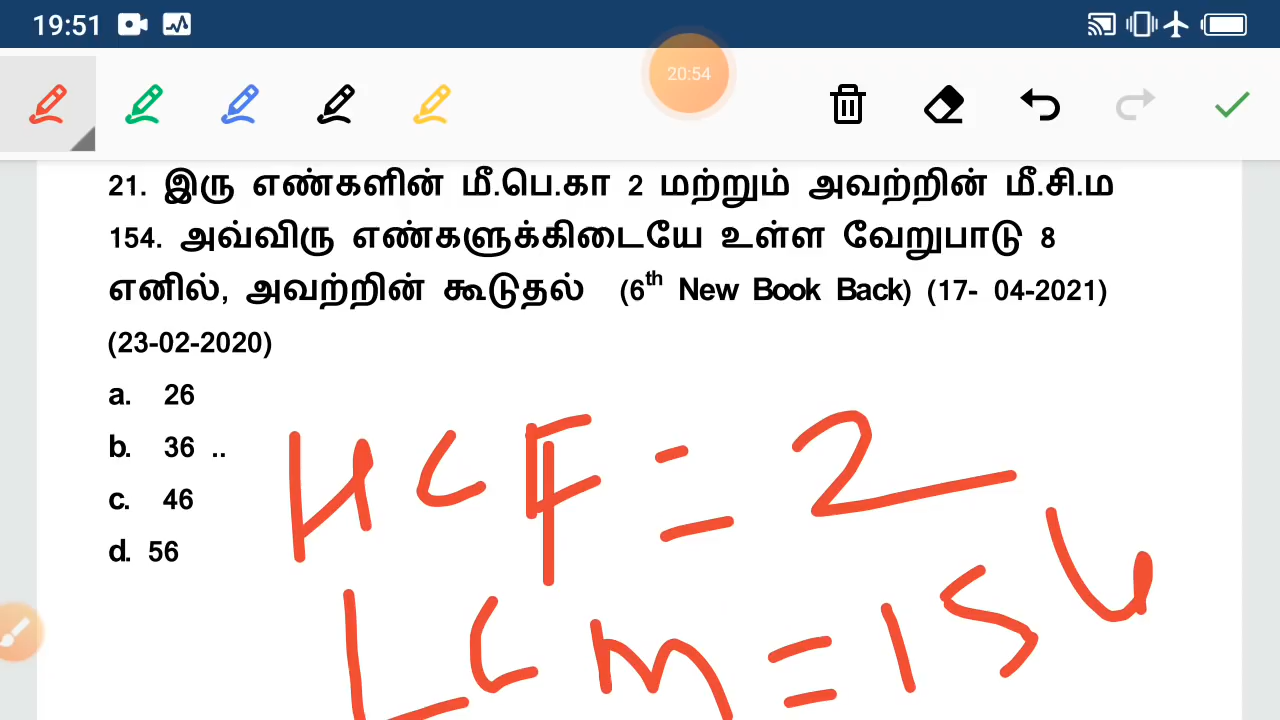 19:51
20:54
21. இரு எண்களின் மீ.பெ.கா 2 மற்றும் அவற்றின் மீ.சி.ம
154. அவ்விரு எண்களுக்கிடையே உள்ள வேறுபாடு 8
எனில், அவற்றின் கூடுதல் (6th New Book Back) (17- 04-2021)
(23-02-2020)
a. 26
b. 36 ..
c. 46
d. 56
HCF = 2
LCM = 154